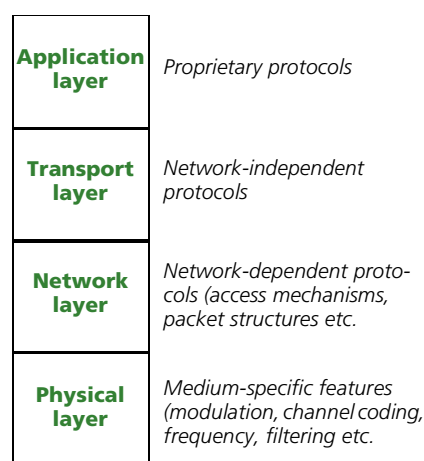 Application
layer
Proprietary protocols
Transport
layer
Network-independent
protocols
Network
layer
Network-dependent proto-
cols (access mechanisms,
packet structures etc.
Physical
layer
Medium-specific features
(modulation, channel coding,
frequency, filtering etc.